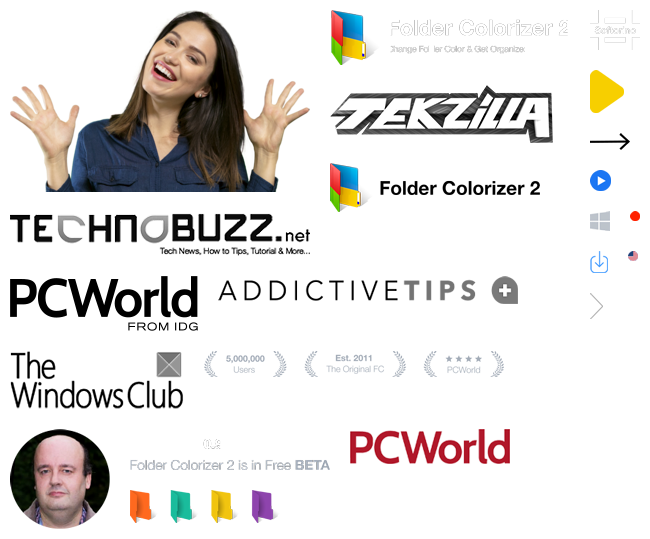 Folder Colorizer 2
Change Folder Color & Get Organize
Softorino
TEKZILLA
Folder Colorizer 2
TECHNOBUZZ.net
Tech News, How to Tips, Tutorial & More...
PCWorld
FROM IDG
ADDICTIVETIPS
The
Windows Club
5,000,000
Users
Est. 2011
The Original FC
PCWorld
Folder Colorizer 2 is in Free BETA
PCWorld